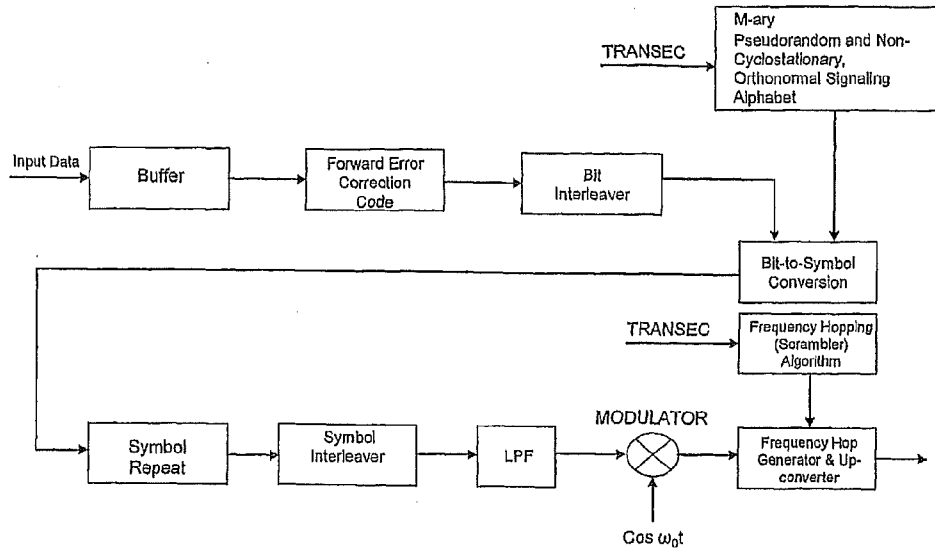 M-ary
Pseudorandom and Non-
Cyclostationary,
Orthonormal Signaling
Alphabet
TRANSEC
Input Data
Buffer
Forward Error
Correction
Code
Bit
Interleaver
Bit-to-Symbol
Conversion
TRANSEC
Frequency Hopping
(Scrambler)
Algorithm
MODULATOR
Symbol
Repeat
Symbol
Interleaver
LPF
Frequency Hop
Generator & Up-
converter
Cos ω₀t